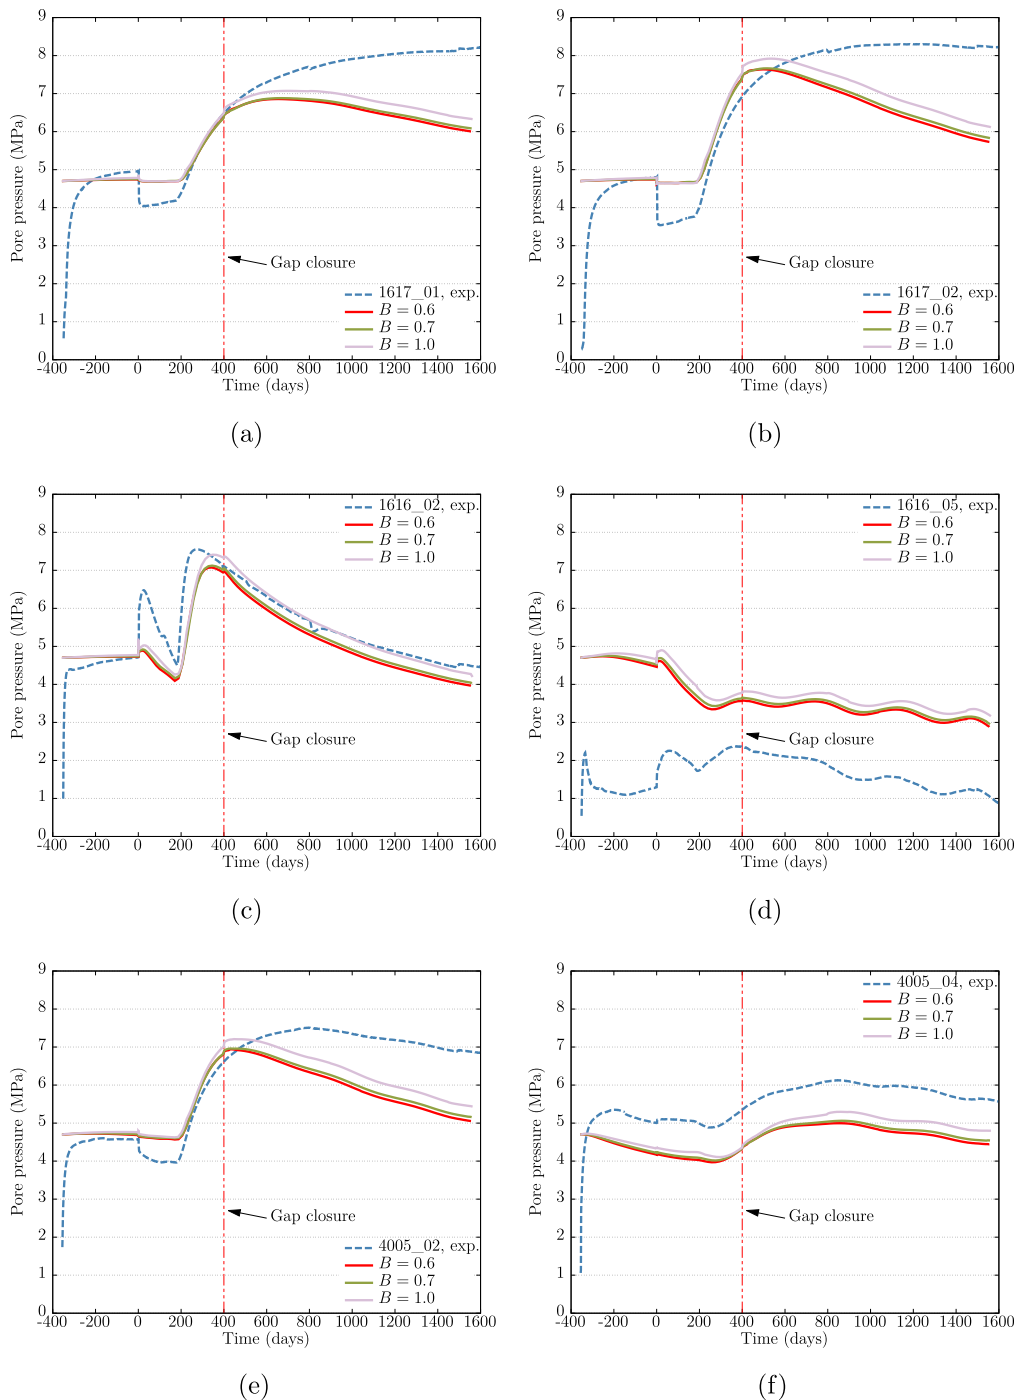 9
8
7
6
5
4
3
2
1
0
Pore pressure (MPa)
Gap closure
1617_01, exp.
B = 0.6
B = 0.7
B = 1.0
-400 -200 0 200 400 600 800 1000 1200 1400 1600
Time (days)
(a)
9
8
7
6
5
4
3
2
1
0
Pore pressure (MPa)
Gap closure
1617_02, exp.
B = 0.6
B = 0.7
B = 1.0
-400 -200 0 200 400 600 800 1000 1200 1400 1600
Time (days)
(b)
9
8
7
6
5
4
3
2
1
0
Pore pressure (MPa)
1616_02, exp.
B = 0.6
B = 0.7
B = 1.0
Gap closure
-400 -200 0 200 400 600 800 1000 1200 1400 1600
Time (days)
(c)
9
8
7
6
5
4
3
2
1
0
Pore pressure (MPa)
1616_05, exp.
B = 0.6
B = 0.7
B = 1.0
Gap closure
-400 -200 0 200 400 600 800 1000 1200 1400 1600
Time (days)
(d)
9
8
7
6
5
4
3
2
1
0
Pore pressure (MPa)
Gap closure
4005_02, exp.
B = 0.6
B = 0.7
B = 1.0
-400 -200 0 200 400 600 800 1000 1200 1400 1600
Time (days)
(e)
9
8
7
6
5
4
3
2
1
0
Pore pressure (MPa)
4005_04, exp.
B = 0.6
B = 0.7
B = 1.0
Gap closure
-400 -200 0 200 400 600 800 1000 1200 1400 1600
Time (days)
(f)